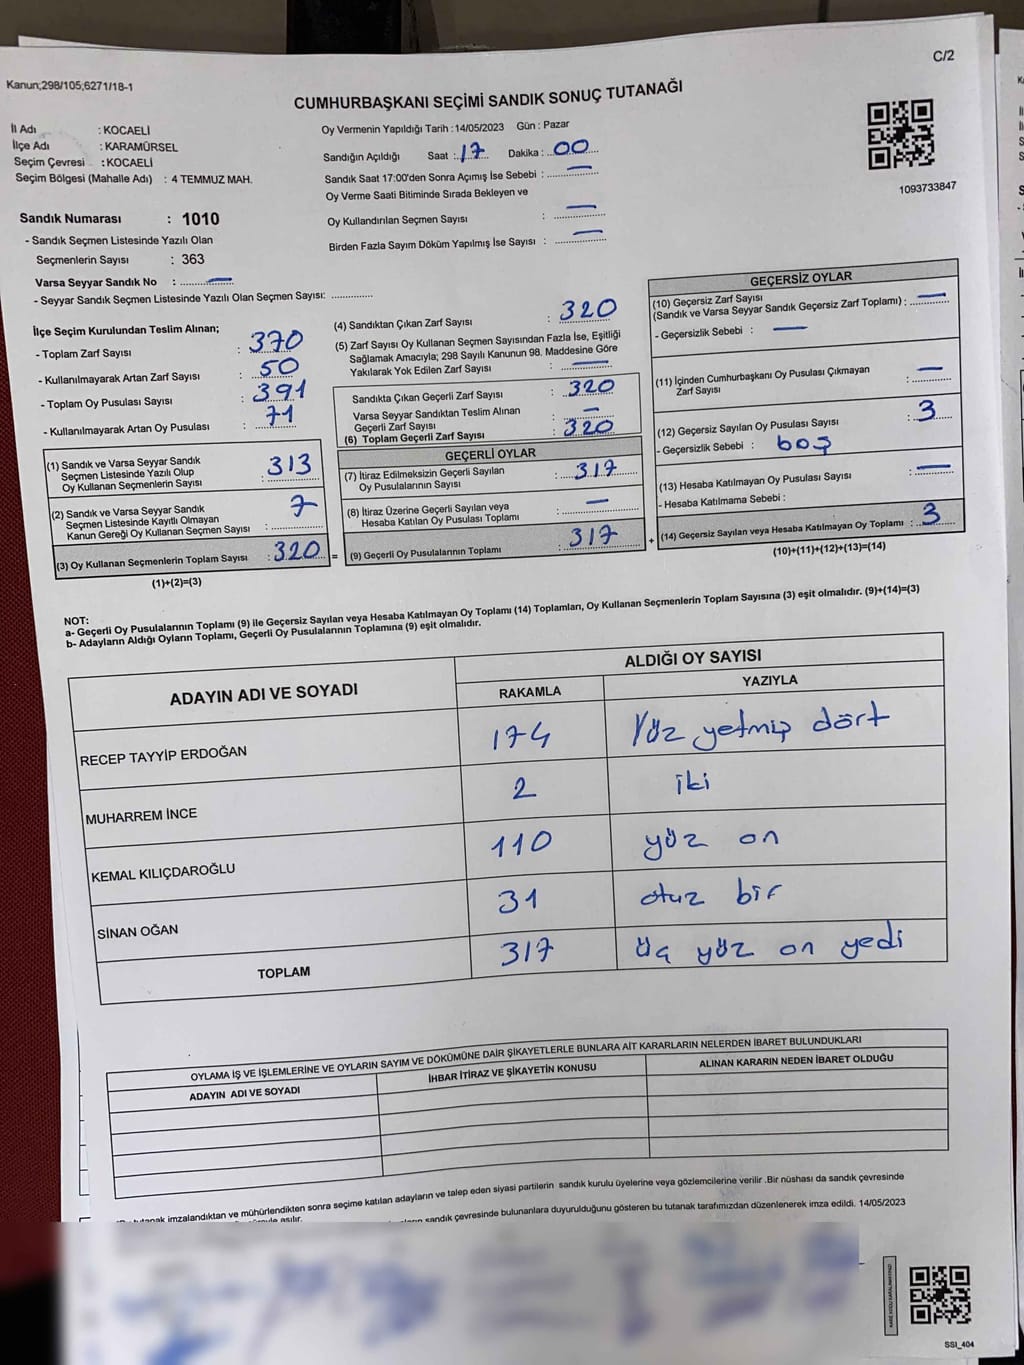 C/2
Kanun;298/105;6271/18-1
CUMHURBAŞKANI SEÇİMİ SANDIK SONUÇ TUTANAĞI
İl Adı : KOCAELİ
İlçe Adı : KARAMÜRSEL
Seçim Çevresi : KOCAELİ
Seçim Bölgesi (Mahalle Adı) : 4 TEMMUZ MAH.
Sandık Numarası : 1010
- Sandık Seçmen Listesinde Yazılı Olan
Seçmenlerin Sayısı : 363
Varsa Seyyar Sandık No : —
- Seyyar Sandık Seçmen Listesinde Yazılı Olan Seçmen Sayısı: ..............
Oy Vermenin Yapıldığı Tarih :14/05/2023 Gün : Pazar
Sandığın Açıldığı Saat : 17 Dakika : 00
Sandık Saat 17:00'den Sonra Açımış İse Sebebi : —
Oy Verme Saati Bitiminde Sırada Bekleyen ve
Oy Kullandırılan Seçmen Sayısı : —
Birden Fazla Sayım Döküm Yapılmış İse Sayısı : —
1093733847
İlçe Seçim Kurulundan Teslim Alınan;
- Toplam Zarf Sayısı : 370
- Kullanılmayarak Artan Zarf Sayısı : 50
- Toplam Oy Pusulası Sayısı : 391
- Kullanılmayarak Artan Oy Pusulası : 71
(1) Sandık ve Varsa Seyyar Sandık
Seçmen Listesinde Yazılı Olup
Oy Kullanan Seçmenlerin Sayısı : 313
(2) Sandık ve Varsa Seyyar Sandık
Seçmen Listesinde Kayıtlı Olmayan
Kanun Gereği Oy Kullanan Seçmen Sayısı : 7
(3) Oy Kullanan Seçmenlerin Toplam Sayısı : 320 =
(1)+(2)=(3)
(4) Sandıktan Çıkan Zarf Sayısı : 320
(5) Zarf Sayısı Oy Kullanan Seçmen Sayısından Fazla İse, Eşitliği
Sağlamak Amacıyla; 298 Sayılı Kanunun 98. Maddesine Göre
Yakılarak Yok Edilen Zarf Sayısı : —
Sandıkta Çıkan Geçerli Zarf Sayısı : 320
Varsa Seyyar Sandıktan Teslim Alınan
Geçerli Zarf Sayısı : —
(6) Toplam Geçerli Zarf Sayısı : 320
GEÇERLİ OYLAR
(7) İtiraz Edilmeksizin Geçerli Sayılan
Oy Pusulalarının Sayısı : 317
(8) İtiraz Üzerine Geçerli Sayılan veya
Hesaba Katılan Oy Pusulası Toplamı : —
(9) Geçerli Oy Pusulalarının Toplamı : 317 +
GEÇERSİZ OYLAR
(10) Geçersiz Zarf Sayısı
(Sandık ve Varsa Seyyar Sandık Geçersiz Zarf Toplamı) : —
- Geçersizlik Sebebi : —
(11) İçinden Cumhurbaşkanı Oy Pusulası Çıkmayan
Zarf Sayısı : —
(12) Geçersiz Sayılan Oy Pusulası Sayısı : 3
- Geçersizlik Sebebi : boş
(13) Hesaba Katılmayan Oy Pusulası Sayısı : —
- Hesaba Katılmama Sebebi :
(14) Geçersiz Sayılan veya Hesaba Katılmayan Oy Toplamı : 3
(10)+(11)+(12)+(13)=(14)
NOT:
a- Geçerli Oy Pusulalarının Toplamı (9) ile Geçersiz Sayılan veya Hesaba Katılmayan Oy Toplamı (14) Toplamları, Oy Kullanan Seçmenlerin Toplam Sayısına (3) eşit olmalıdır. (9)+(14)=(3)
b- Adayların Aldığı Oyların Toplamı, Geçerli Oy Pusulalarının Toplamına (9) eşit olmalıdır.
ADAYIN ADI VE SOYADI
ALDIĞI OY SAYISI
RAKAMLA YAZIYLA
RECEP TAYYİP ERDOĞAN 174 Yüz yetmiş dört
MUHARREM İNCE 2 iki
KEMAL KILIÇDAROĞLU 110 yüz on
SİNAN OĞAN 31 otuz bir
TOPLAM 317 üç yüz on yedi
OYLAMA İŞ VE İŞLEMLERİNE VE OYLARIN SAYIM VE DÖKÜMÜNE DAİR ŞİKAYETLERLE BUNLARA AİT KARARLARIN NELERDEN İBARET BULUNDUKLARI
ADAYIN ADI VE SOYADI İHBAR İTİRAZ VE ŞİKAYETİN KONUSU ALINAN KARARIN NEDEN İBARET OLDUĞU
tutanak imzalandıktan ve mühürlendikten sonra seçime katılan adayların ve talep eden siyasi partilerin sandık kurulu üyelerine veya gözlemcilerine verilir .Bir nüshası da sandık çevresinde
sandık çevresinde bulunanlara duyurulduğunu gösteren bu tutanak tarafımızdan düzenlenerek imza edildi. 14/05/2023
SSI_404